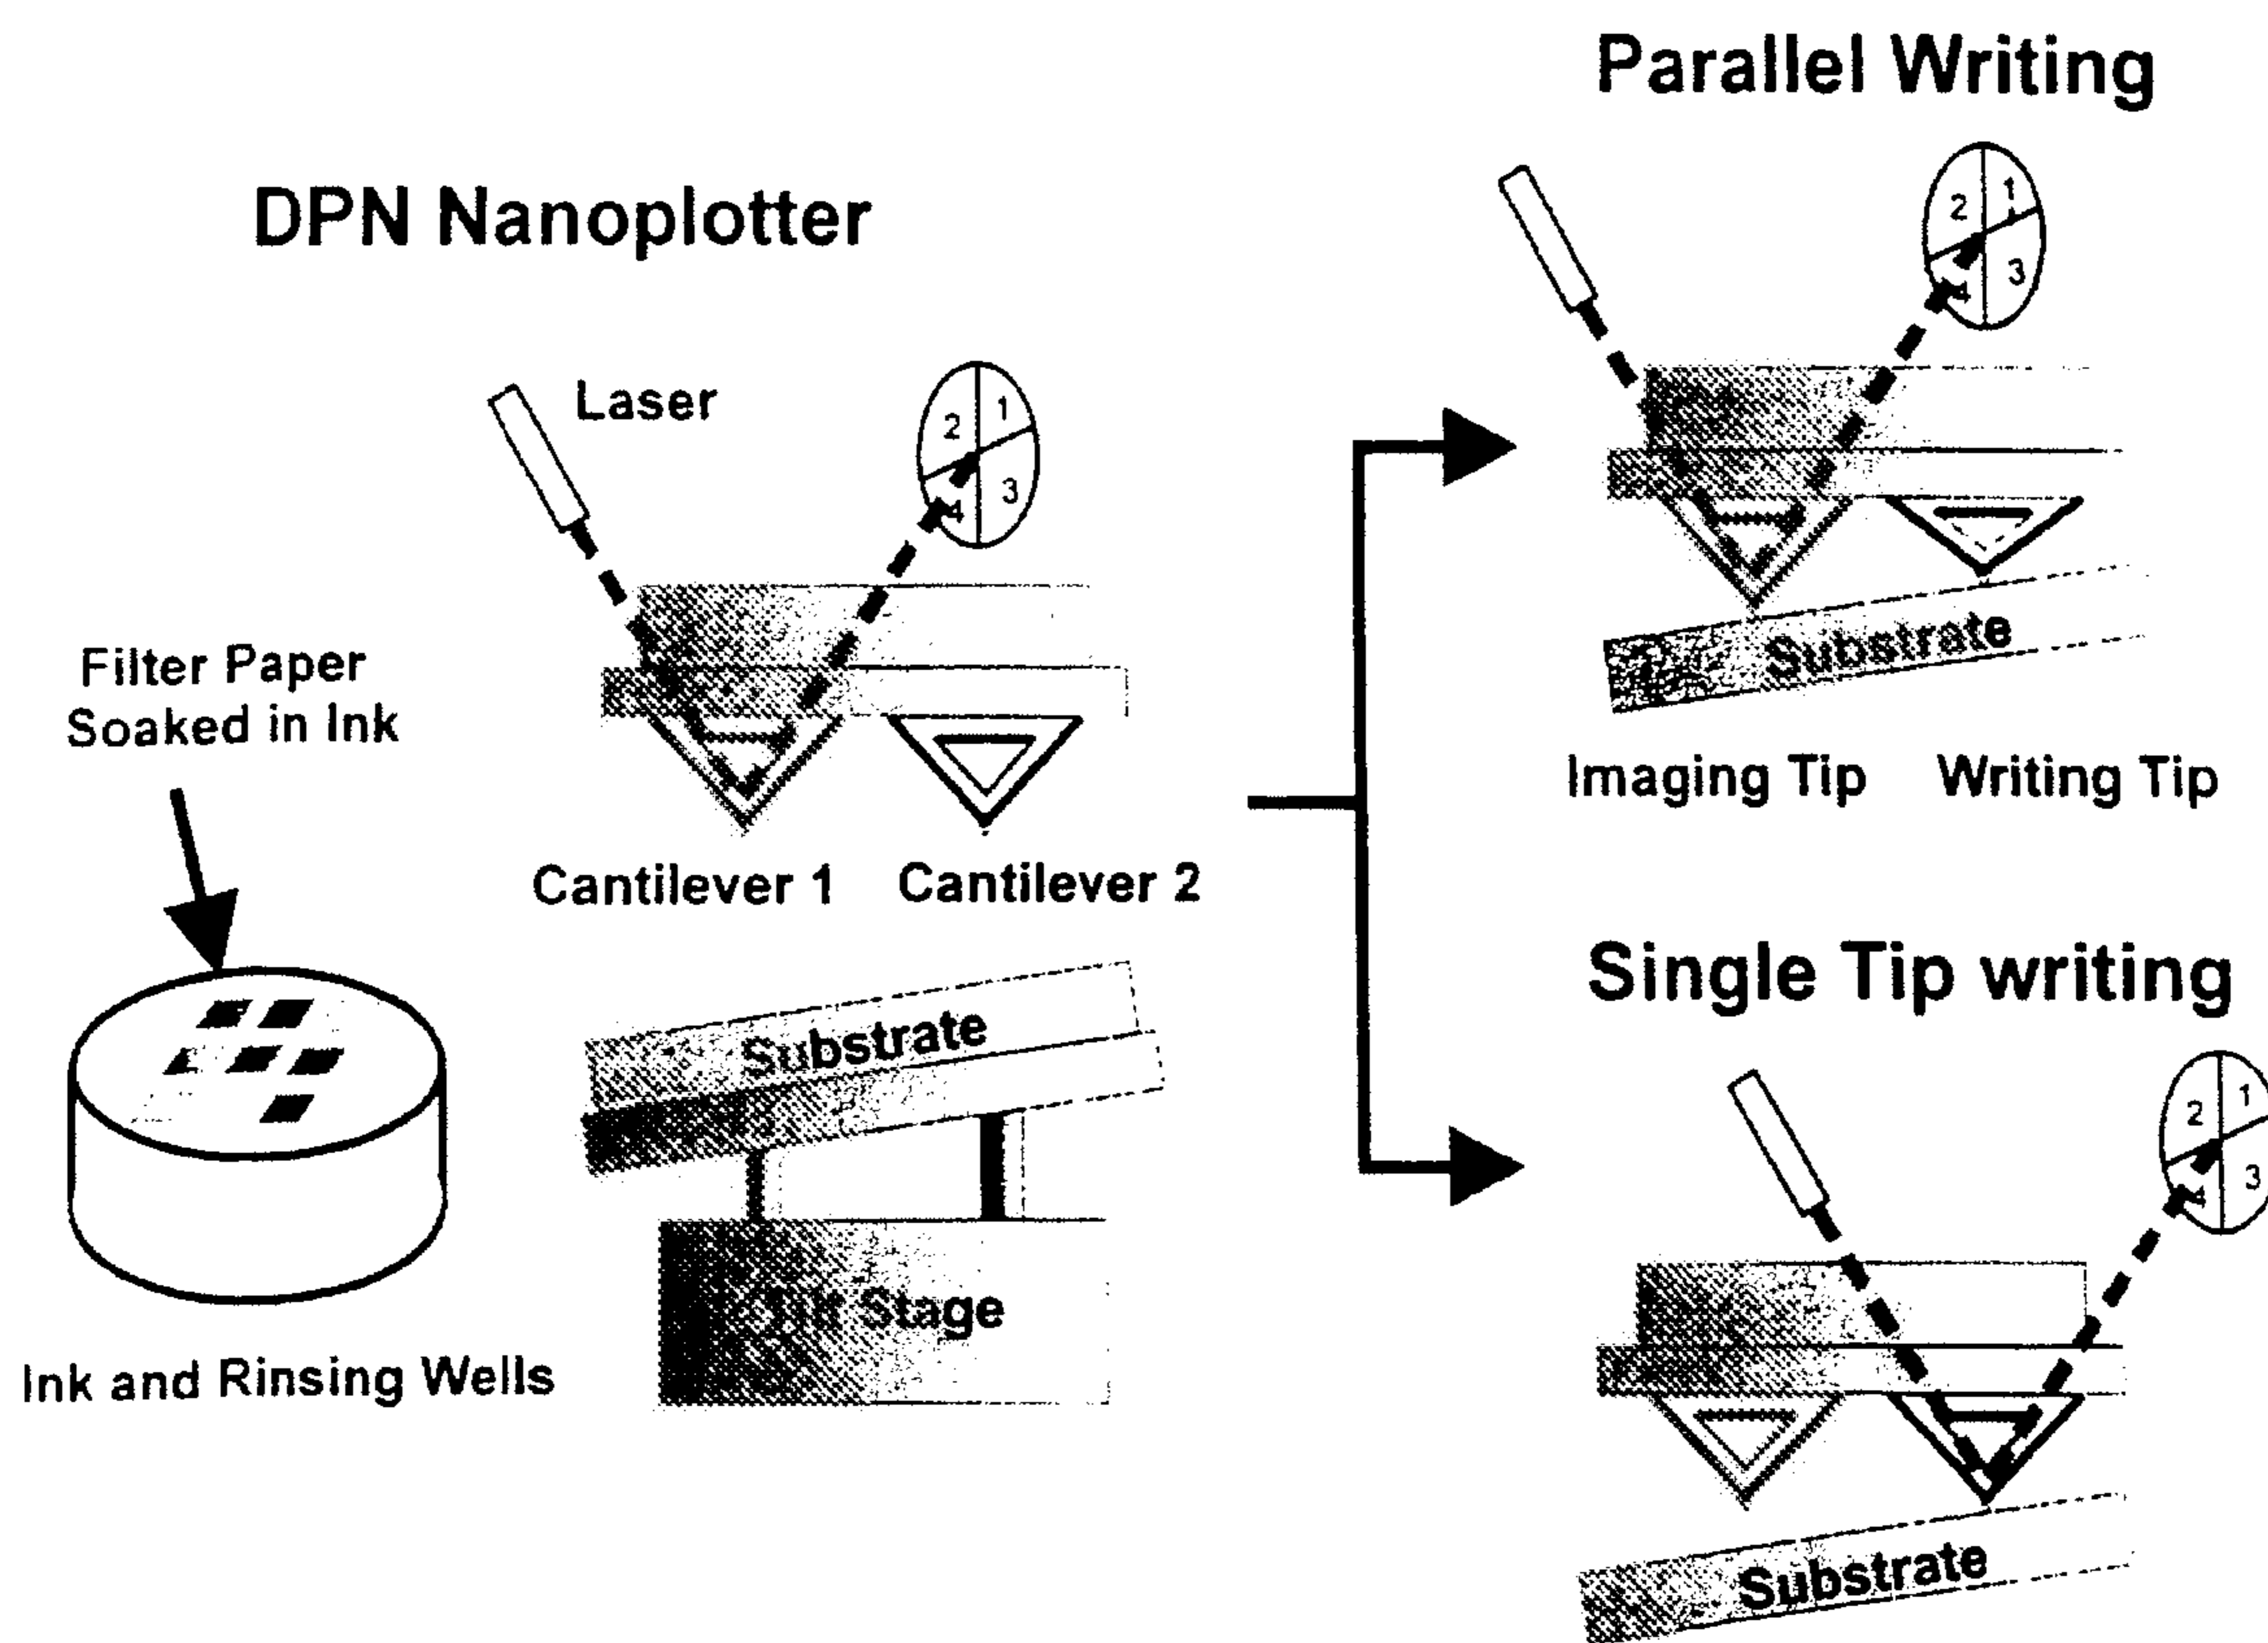 Parallel Writing
DPN Nanoplotter
2
1
3
4
Laser
2
1
3
4
Filter Paper
Soaked in Ink
Substrate
Imaging Tip
Writing Tip
Cantilever 1
Cantilever 2
Single Tip writing
Substrate
2
1
3
4
Stage
Ink and Rinsing Wells
Substrate